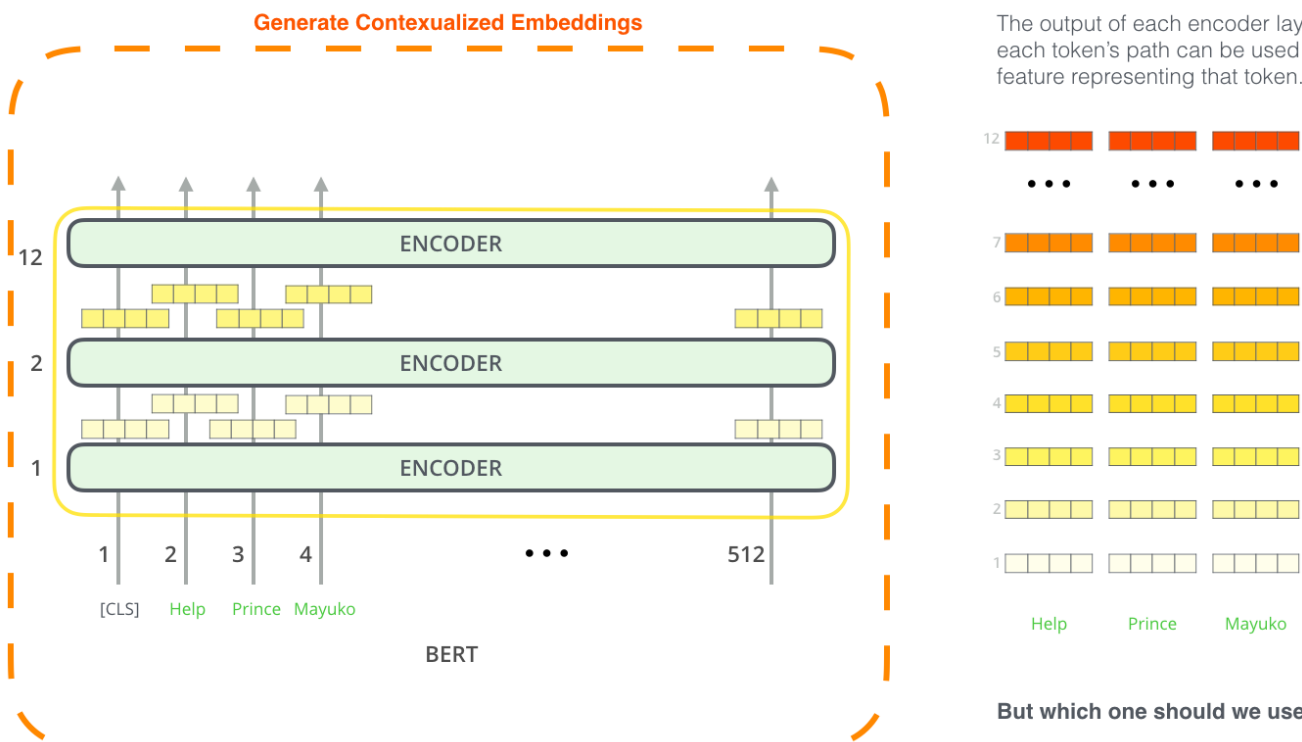 Generate Contexualized Embeddings
ENCODER
12
ENCODER
2
ENCODER
1
1 2 3 4 ••• 512
[CLS] Help Prince Mayuko
BERT
The output of each encoder lay
each token's path can be used
feature representing that token.
12
•••  •••  •••
7
6
5
4
3
2
1
Help Prince Mayuko
But which one should we use